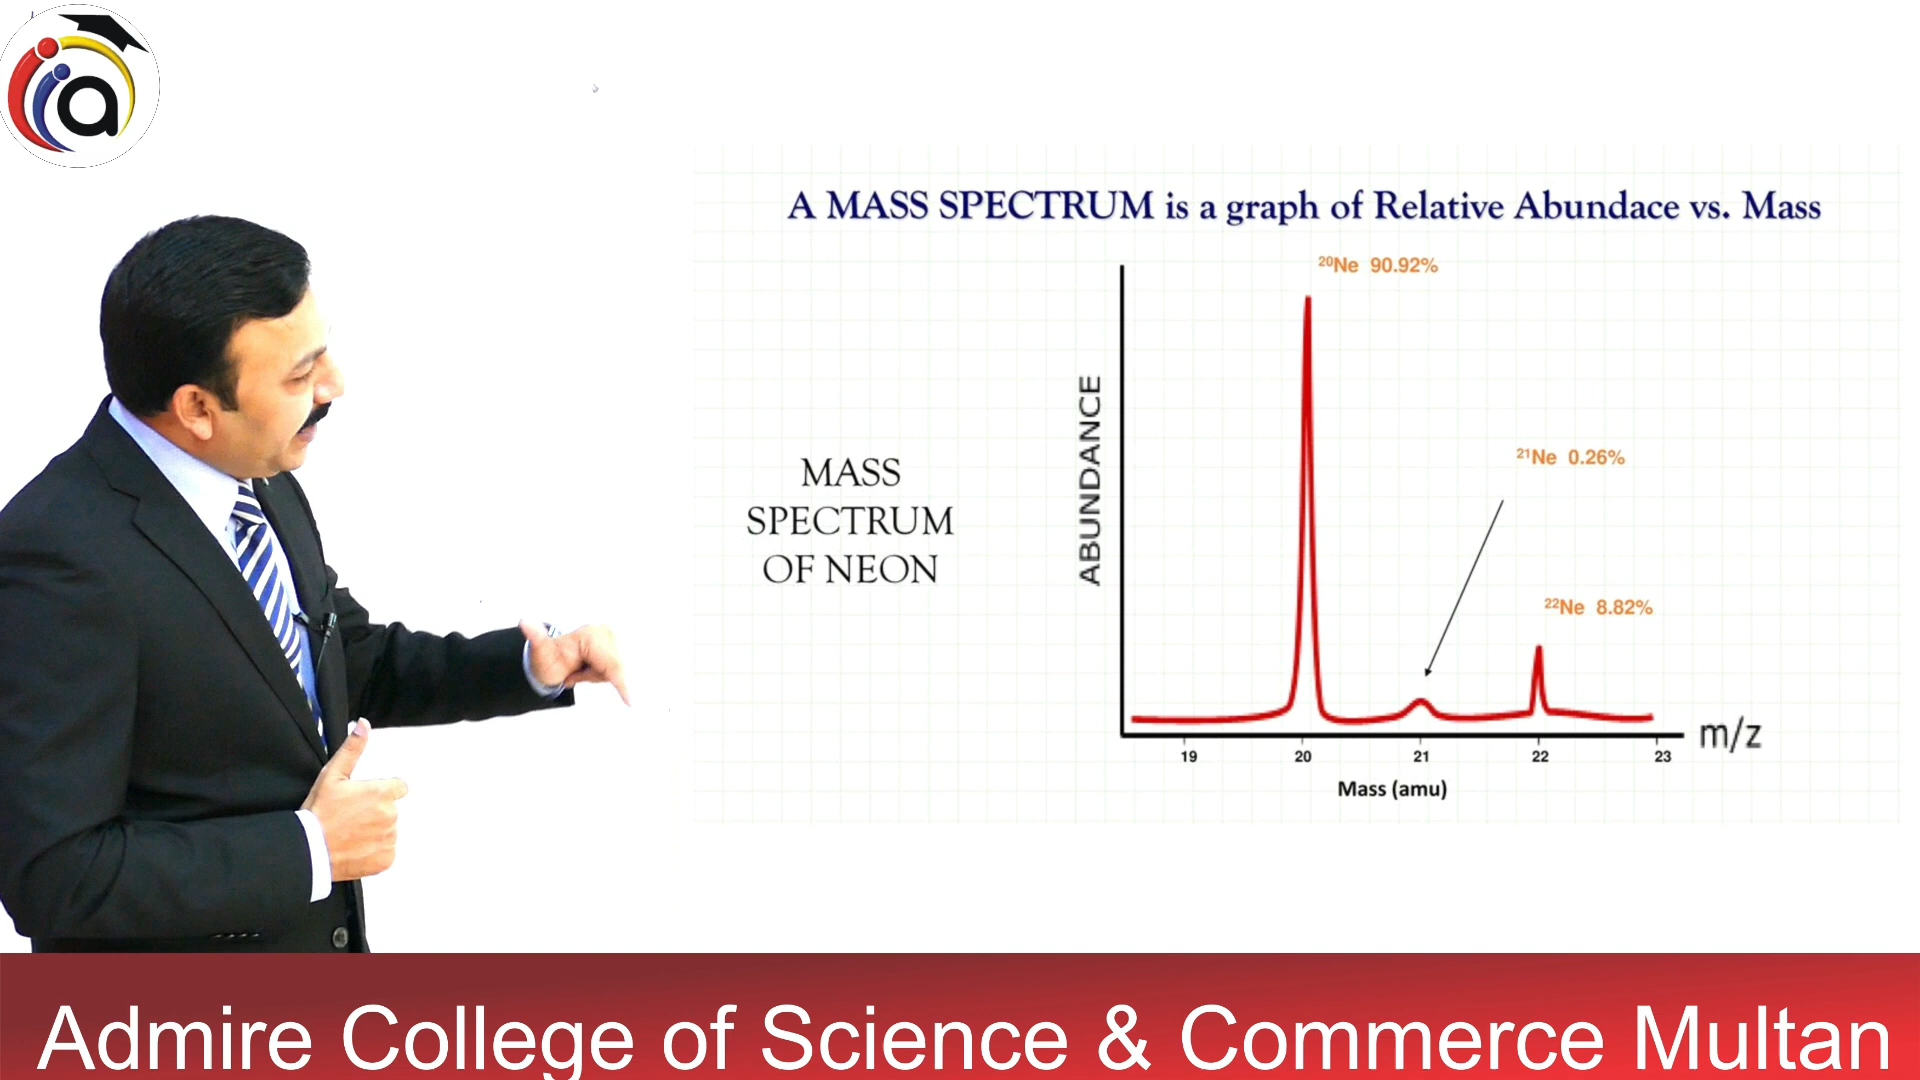 a
A MASS SPECTRUM is a graph of Relative Abundace vs. Mass
²⁰Ne 90.92%
ABUNDANCE
²¹Ne 0.26%
MASS
SPECTRUM
OF NEON
²²Ne 8.82%
m/z
19 20 21 22 23
Mass (amu)
Admire College of Science & Commerce Multan